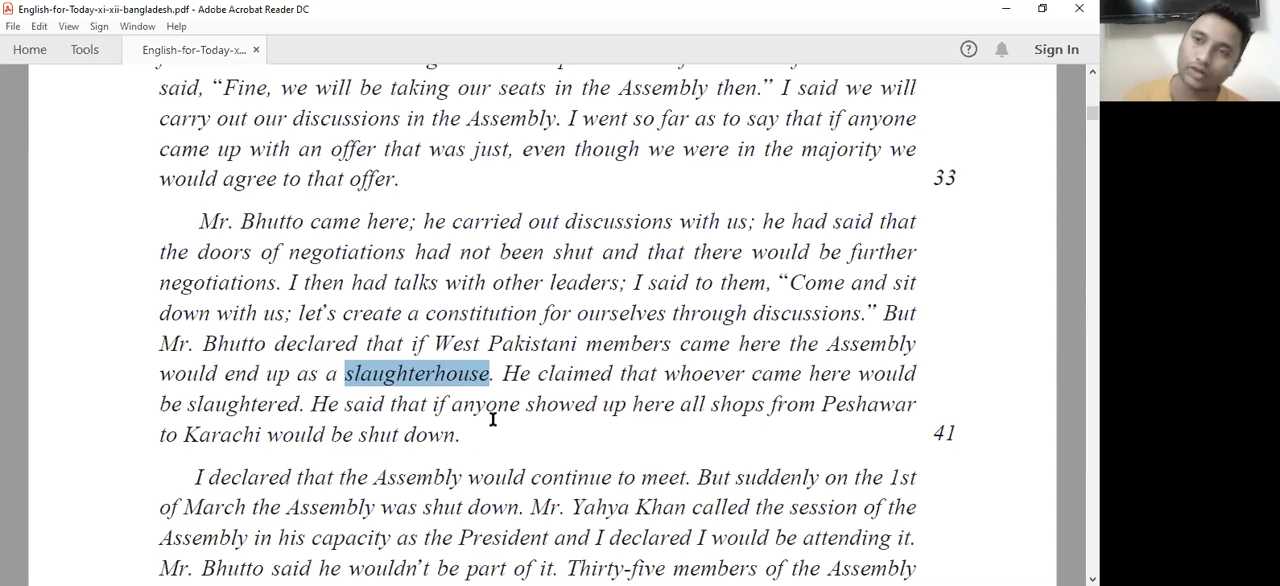 English-for-Today-xi-xii-bangladesh.pdf - Adobe Acrobat Reader DC
File Edit View Sign Window Help
Home Tools English-for-Today-x... × Sign In
said, “Fine, we will be taking our seats in the Assembly then.” I said we will
carry out our discussions in the Assembly. I went so far as to say that if anyone
came up with an offer that was just, even though we were in the majority we
would agree to that offer. 33
Mr. Bhutto came here; he carried out discussions with us; he had said that
the doors of negotiations had not been shut and that there would be further
negotiations. I then had talks with other leaders; I said to them, “Come and sit
down with us; let’s create a constitution for ourselves through discussions.” But
Mr. Bhutto declared that if West Pakistani members came here the Assembly
would end up as a slaughterhouse. He claimed that whoever came here would
be slaughtered. He said that if anyone showed up here all shops from Peshawar
to Karachi would be shut down. 41
I declared that the Assembly would continue to meet. But suddenly on the 1st
of March the Assembly was shut down. Mr. Yahya Khan called the session of the
Assembly in his capacity as the President and I declared I would be attending it.
Mr. Bhutto said he wouldn’t be part of it. Thirty-five members of the Assembly